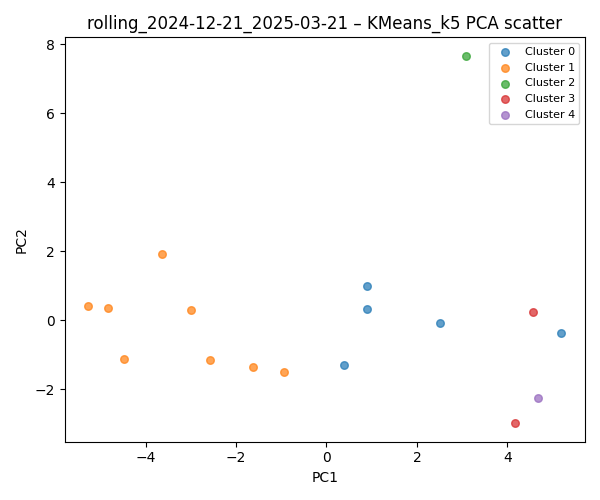 rolling_2024-12-21_2025-03-21 – KMeans_k5 PCA scatter
8
6
4
2
0
−2
PC2
−4
−2
0
2
4
PC1
Cluster 0
Cluster 1
Cluster 2
Cluster 3
Cluster 4